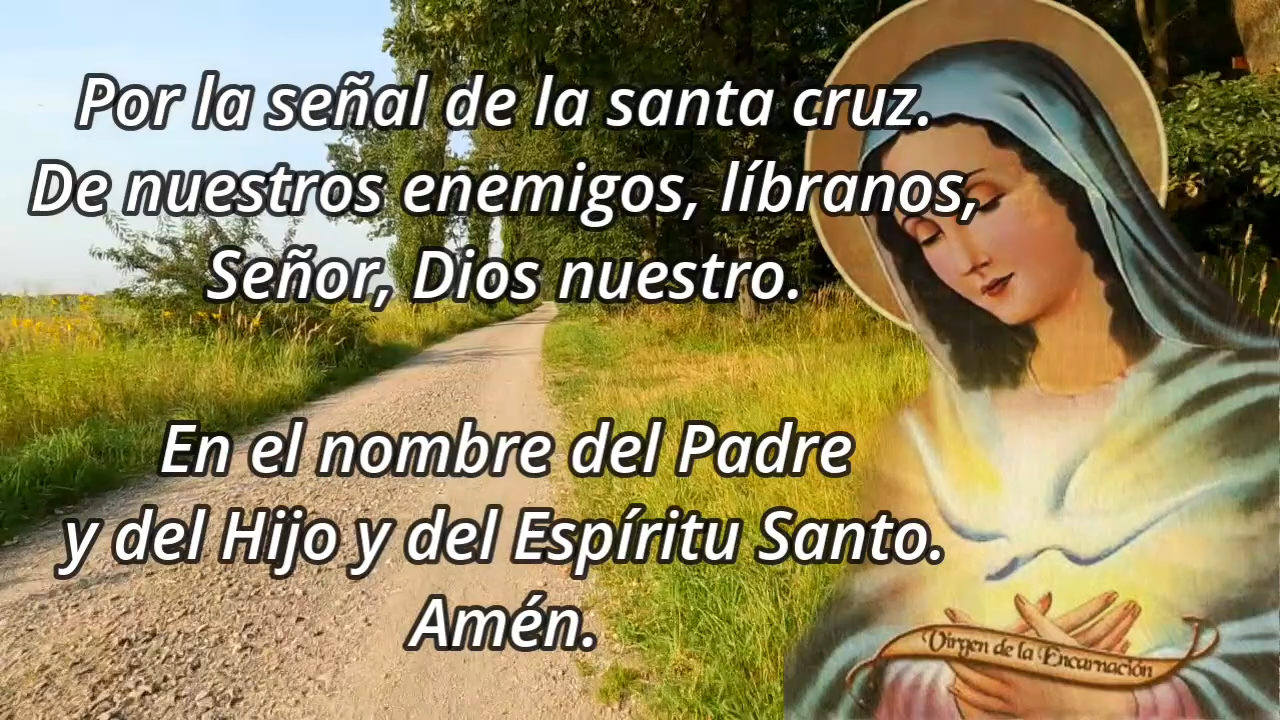 Por la señal de la santa cruz.
De nuestros enemigos, líbranos,
Señor, Dios nuestro.
En el nombre del Padre
y del Hijo y del Espíritu Santo.
Amén.
Virgen de la Encarnación